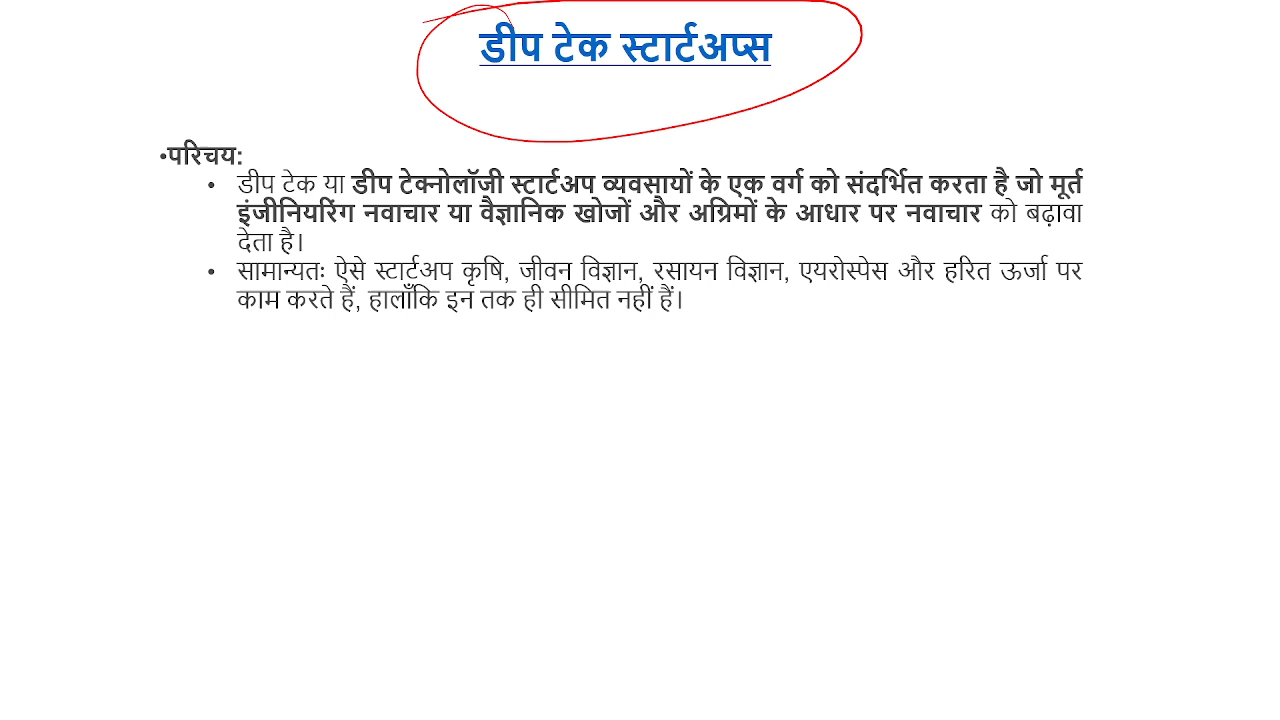 डीप टेक स्टार्टअप्स
•परिचय:
• डीप टेक या डीप टेक्नोलॉजी स्टार्टअप व्यवसायों के एक वर्ग को संदर्भित करता है जो मूर्त
इंजीनियरिंग नवाचार या वैज्ञानिक खोजों और अग्रिमों के आधार पर नवाचार को बढ़ावा
देता है।
• सामान्यतः ऐसे स्टार्टअप कृषि, जीवन विज्ञान, रसायन विज्ञान, एयरोस्पेस और हरित ऊर्जा पर
काम करते हैं, हालाँकि इन तक ही सीमित नहीं हैं।